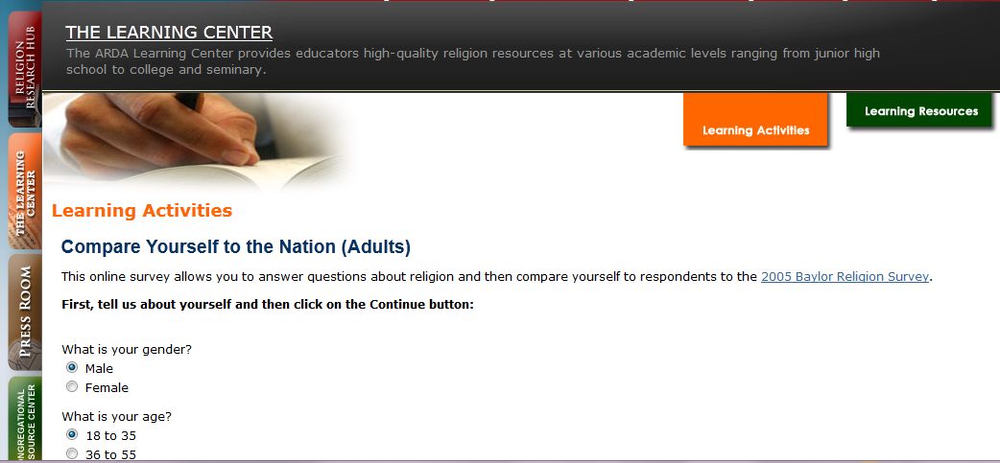 THE LEARNING CENTER
The ARDA Learning Center provides educators high-quality religion resources at various academic levels ranging from junior high
school to college and seminary.
RELIGION
RESEARCH HUB
THE LEARNING
CENTER
PRESS ROOM
ONGREGATIONAL
SOURCE CENTER
Learning Activities
Learning Resources
Learning Activities
Compare Yourself to the Nation (Adults)
This online survey allows you to answer questions about religion and then compare yourself to respondents to the 2005 Baylor Religion Survey.
First, tell us about yourself and then click on the Continue button:
What is your gender?
Male
Female
What is your age?
18 to 35
36 to 55